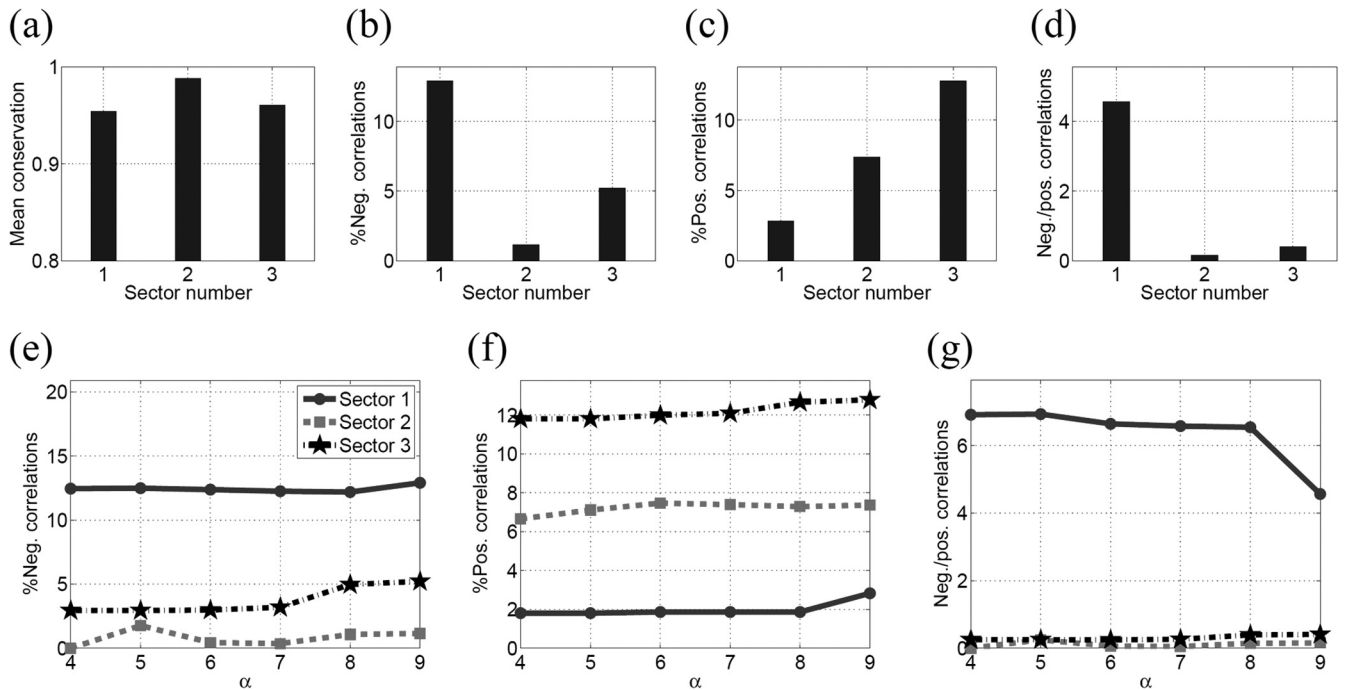 (a)
(b)
(c)
(d)
Mean conservation
1
0.9
0.8
1
2
3
Sector number
%Neg. correlations
10
5
0
1
2
3
Sector number
%Pos. correlations
10
5
0
1
2
3
Sector number
Neg./pos. correlations
4
2
0
1
2
3
Sector number
(e)
(f)
(g)
%Neg. correlations
20
15
10
5
0
4
5
6
7
8
9
α
Sector 1
Sector 2
Sector 3
%Pos. correlations
12
10
8
6
4
2
0
4
5
6
7
8
9
α
Neg./pos. correlations
6
4
2
0
4
5
6
7
8
9
α